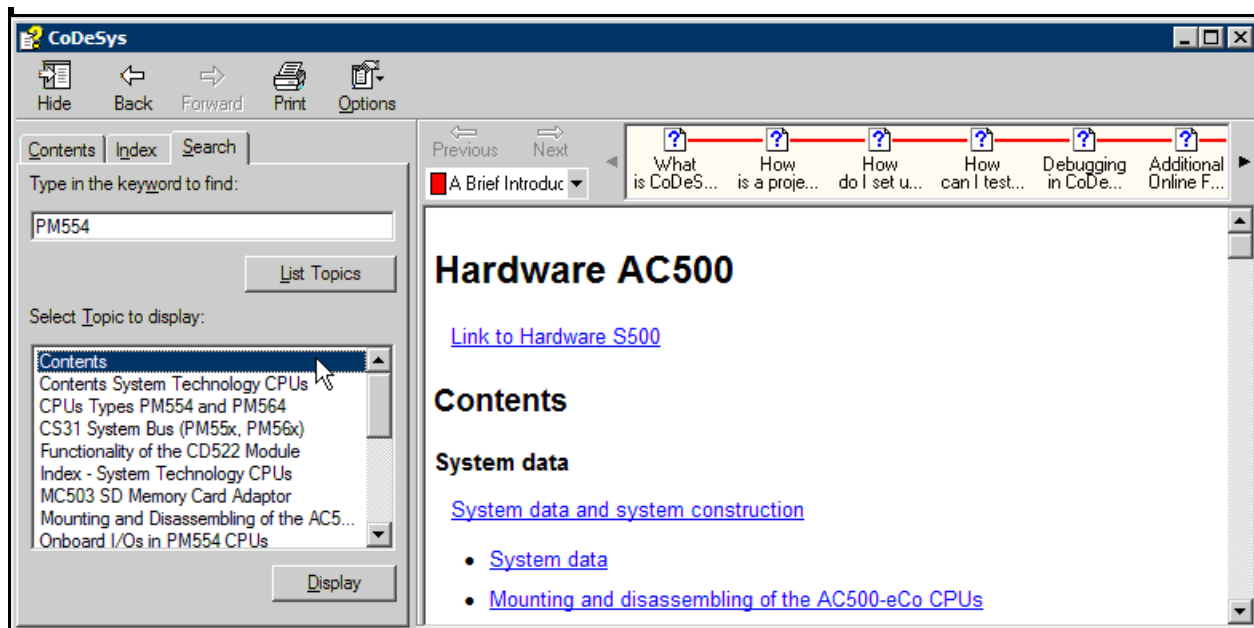 CoDeSys
Hide Back Forward Print Options
Contents Index Search
Type in the keyword to find:
PM554
List Topics
Select Topic to display:
Contents
Contents System Technology CPUs
CPUs Types PM554 and PM564
CS31 System Bus (PM55x, PM56x)
Functionality of the CD522 Module
Index - System Technology CPUs
MC503 SD Memory Card Adaptor
Mounting and Disassembling of the AC5...
Onboard I/Os in PM554 CPUs
Display
Previous Next
A Brief Introduc
What is CoDeS...
How is a proje...
How do I set u...
How can I test...
Debugging in CoDe...
Additional Online F...
Hardware AC500
Link to Hardware S500
Contents
System data
System data and system construction
• System data
• Mounting and disassembling of the AC500-eCo CPUs